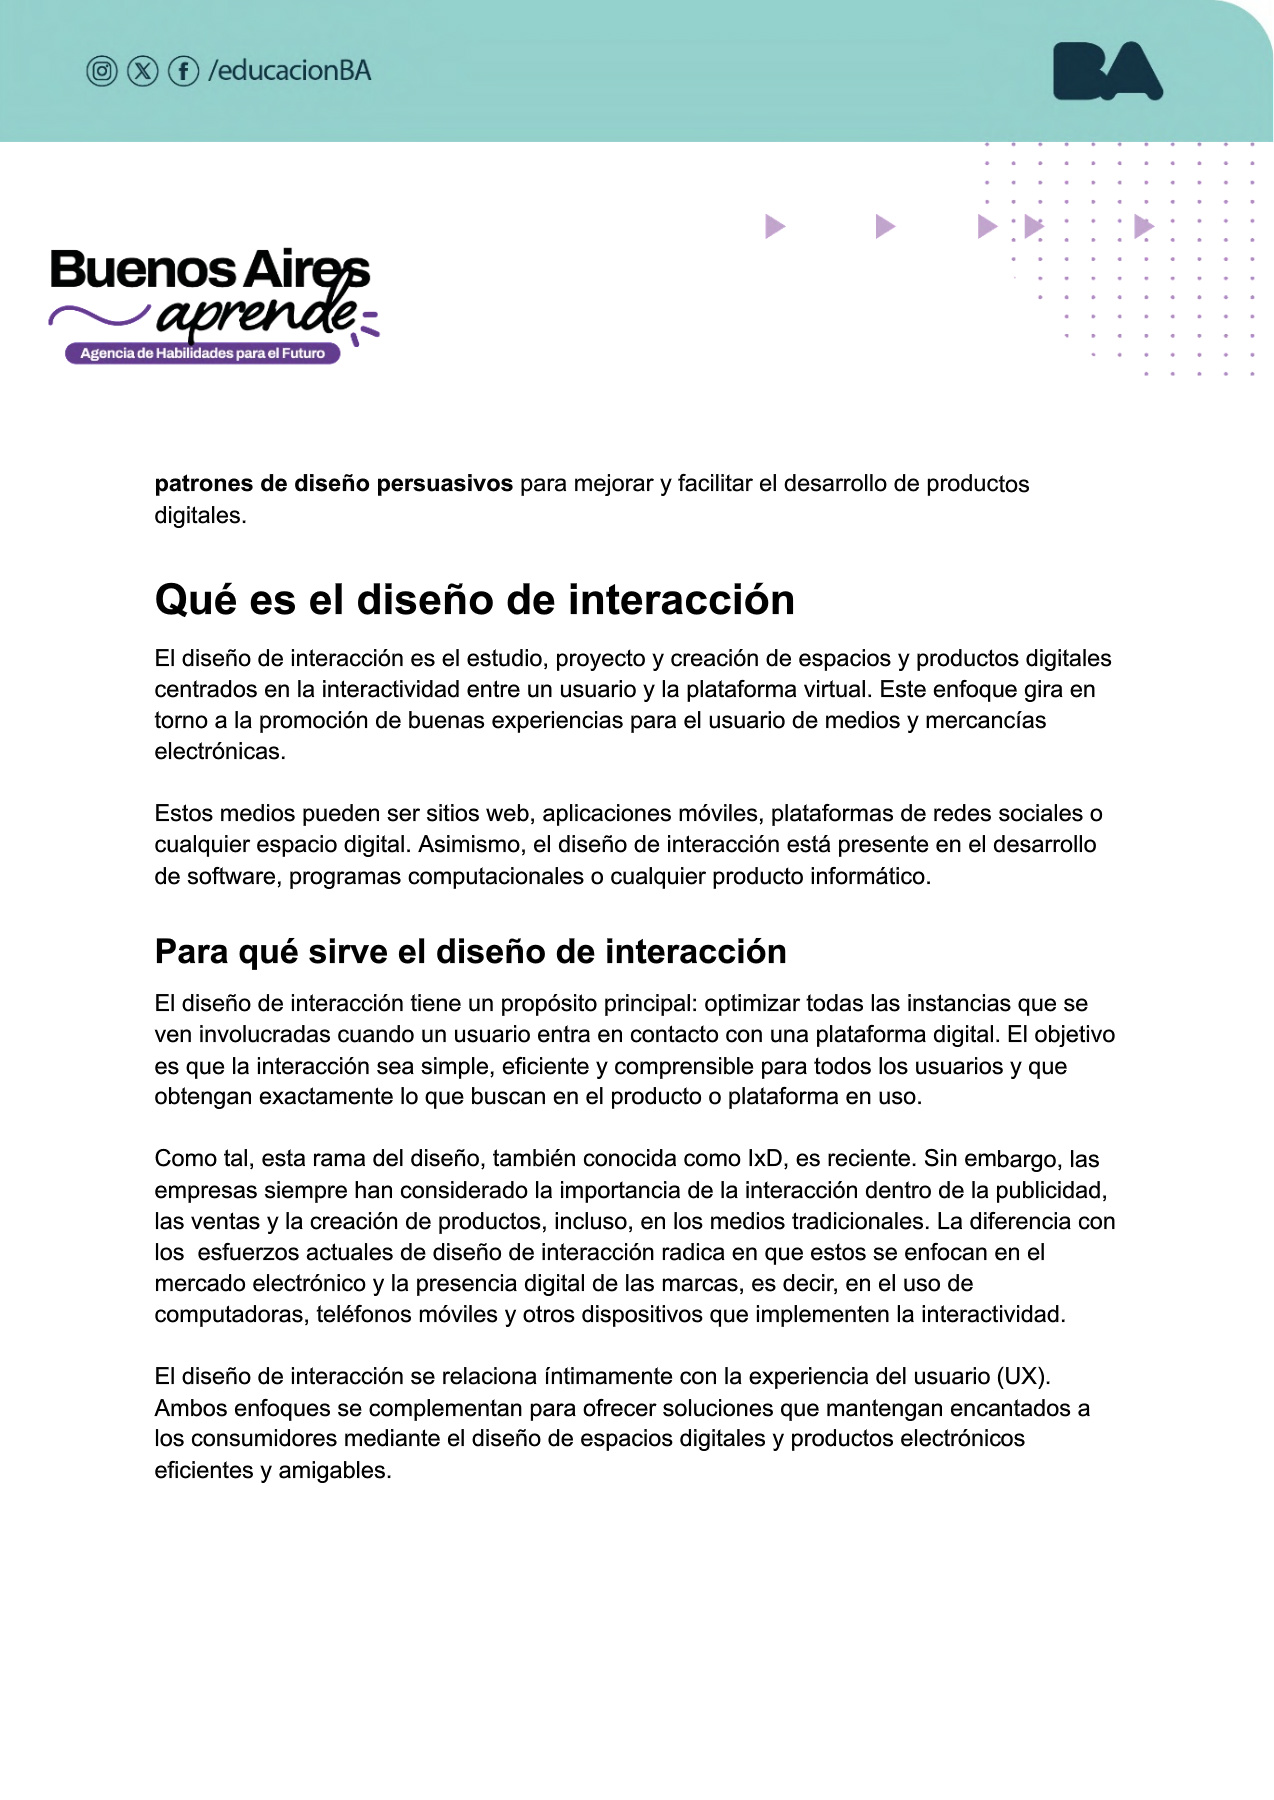 /educacionBA
BA
Buenos Aires
aprende
Agencia de Habilidades para el Futuro
patrones de diseño persuasivos para mejorar y facilitar el desarrollo de productos
digitales.
Qué es el diseño de interacción
El diseño de interacción es el estudio, proyecto y creación de espacios y productos digitales
centrados en la interactividad entre un usuario y la plataforma virtual. Este enfoque gira en
torno a la promoción de buenas experiencias para el usuario de medios y mercancías
electrónicas.
Estos medios pueden ser sitios web, aplicaciones móviles, plataformas de redes sociales o
cualquier espacio digital. Asimismo, el diseño de interacción está presente en el desarrollo
de software, programas computacionales o cualquier producto informático.
Para qué sirve el diseño de interacción
El diseño de interacción tiene un propósito principal: optimizar todas las instancias que se
ven involucradas cuando un usuario entra en contacto con una plataforma digital. El objetivo
es que la interacción sea simple, eficiente y comprensible para todos los usuarios y que
obtengan exactamente lo que buscan en el producto o plataforma en uso.
Como tal, esta rama del diseño, también conocida como IxD, es reciente. Sin embargo, las
empresas siempre han considerado la importancia de la interacción dentro de la publicidad,
las ventas y la creación de productos, incluso, en los medios tradicionales. La diferencia con
los  esfuerzos actuales de diseño de interacción radica en que estos se enfocan en el
mercado electrónico y la presencia digital de las marcas, es decir, en el uso de
computadoras, teléfonos móviles y otros dispositivos que implementen la interactividad.
El diseño de interacción se relaciona íntimamente con la experiencia del usuario (UX).
Ambos enfoques se complementan para ofrecer soluciones que mantengan encantados a
los consumidores mediante el diseño de espacios digitales y productos electrónicos
eficientes y amigables.